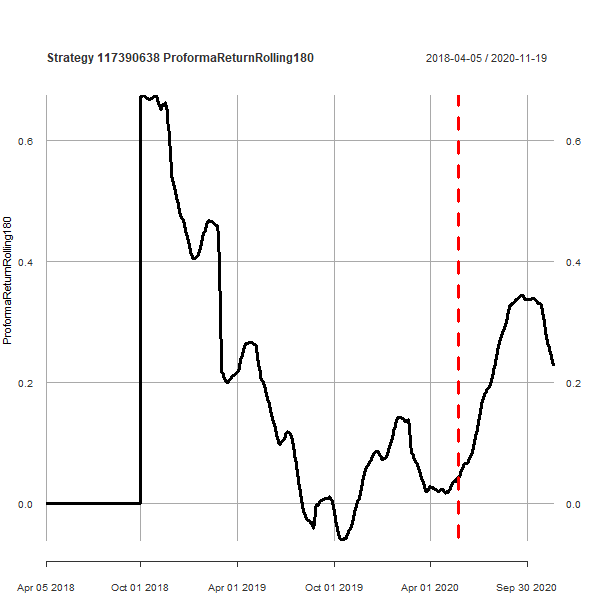 Strategy 117390638 ProformaReturnRolling180
2018-04-05 / 2020-11-19
ProformaReturnRolling180
0.6
0.6
0.4
0.4
0.2
0.2
0.0
0.0
Apr 05 2018
Oct 01 2018
Apr 01 2019
Oct 01 2019
Apr 01 2020
Sep 30 2020